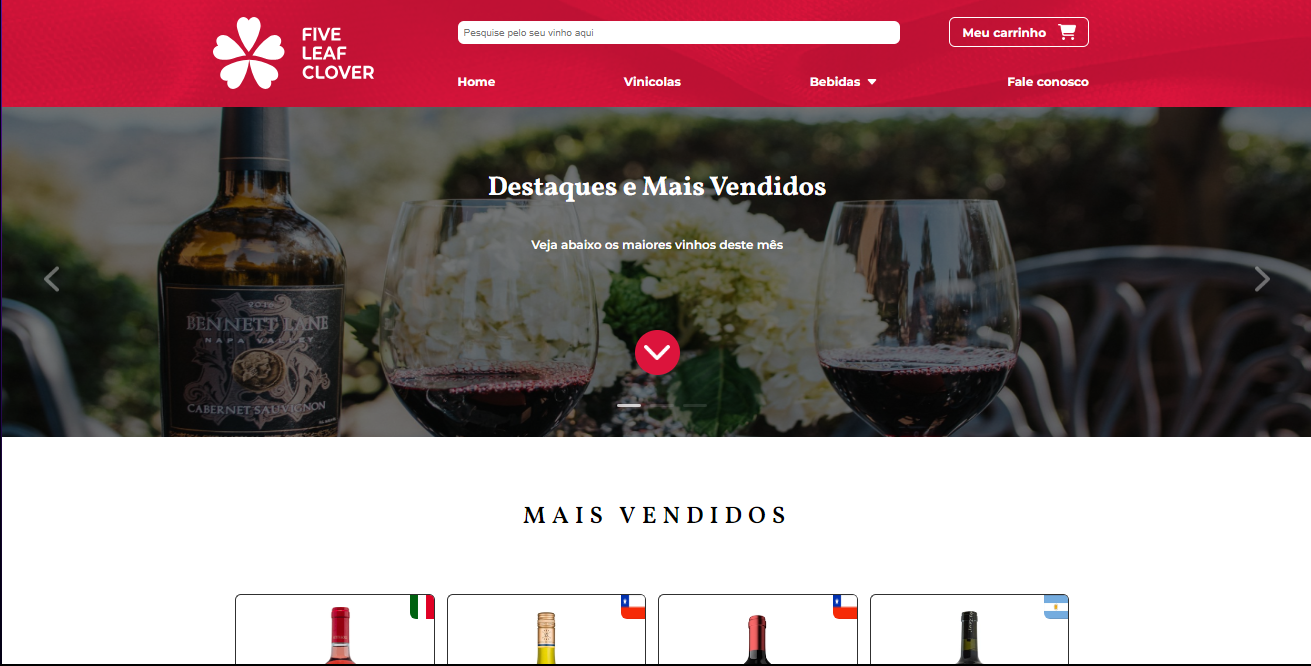 FIVE
LEAF
CLOVER
Pesquise pelo seu vinho aqui
Meu carrinho
Home
Vinicolas
Bebidas
Fale conosco
Destaques e Mais Vendidos
Veja abaixo os maiores vinhos deste mês
BENNETT LANE
NAPA VALLEY
CABERNET SAUVIGNON
MAIS VENDIDOS